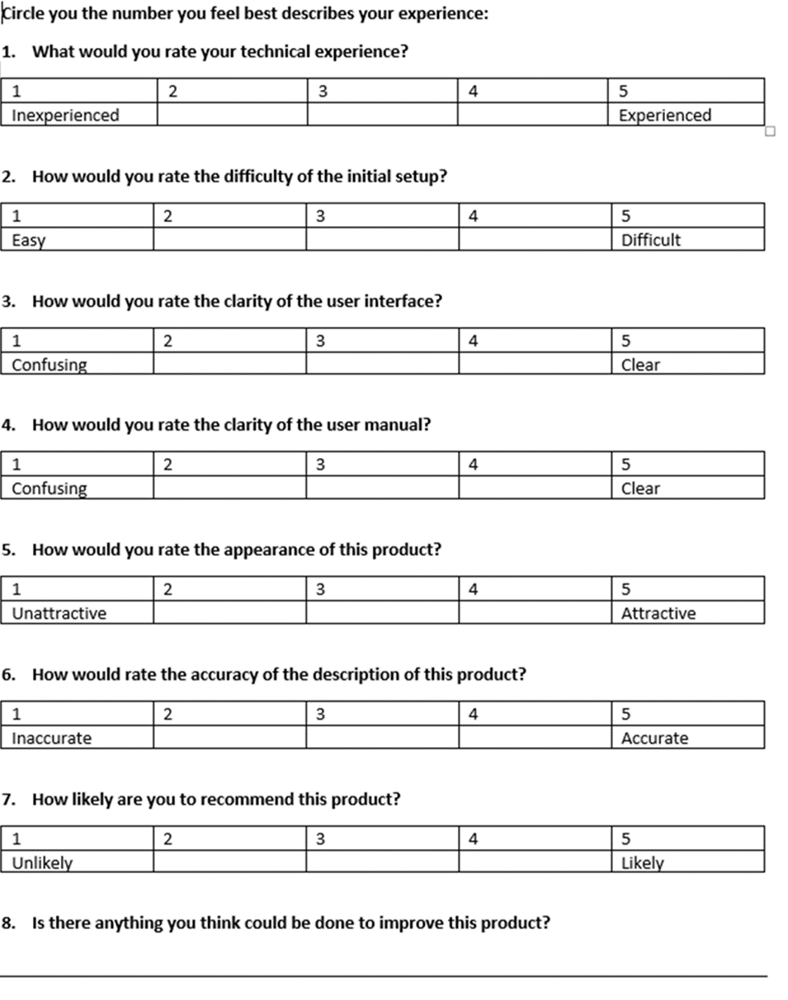 Circle you the number you feel best describes your experience:
1. What would you rate your technical experience?
1 2 3 4 5
Inexperienced Experienced
2. How would you rate the difficulty of the initial setup?
1 2 3 4 5
Easy Difficult
3. How would you rate the clarity of the user interface?
1 2 3 4 5
Confusing Clear
4. How would you rate the clarity of the user manual?
1 2 3 4 5
Confusing Clear
5. How would you rate the appearance of this product?
1 2 3 4 5
Unattractive Attractive
6. How would rate the accuracy of the description of this product?
1 2 3 4 5
Inaccurate Accurate
7. How likely are you to recommend this product?
1 2 3 4 5
Unlikely Likely
8. Is there anything you think could be done to improve this product?